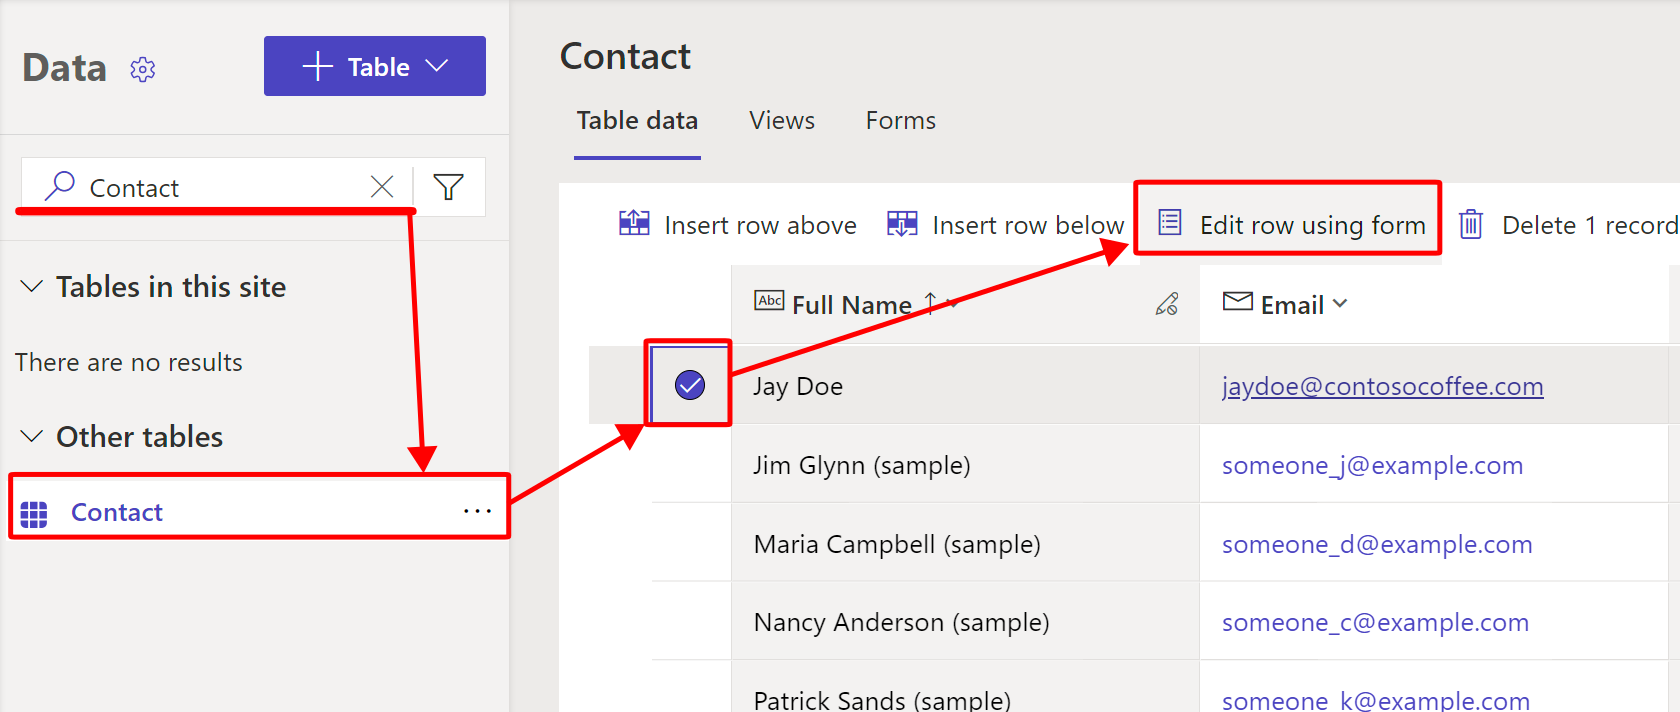 Data
Table
Contact
Tables in this site
There are no results
Other tables
Contact
...
Contact
Table data Views Forms
Insert row above Insert row below Edit row using form Delete 1 record
Abc Full Name Email
Jay Doe jaydoe@contosocoffee.com
Jim Glynn (sample) someone_j@example.com
Maria Campbell (sample) someone_d@example.com
Nancy Anderson (sample) someone_c@example.com
Patrick Sands (sample) someone_k@example.com